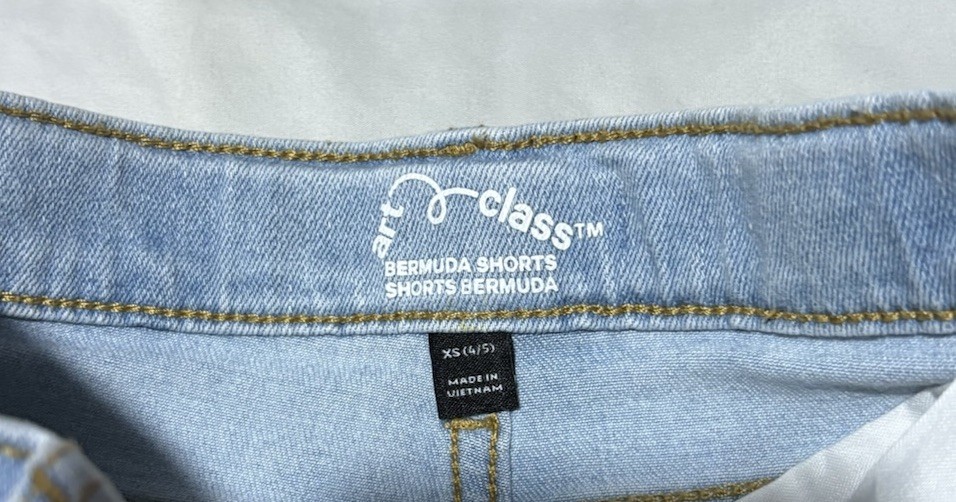 art class™
BERMUDA SHORTS
SHORTS BERMUDA
XS (4/5)
MADE IN
VIETNAM